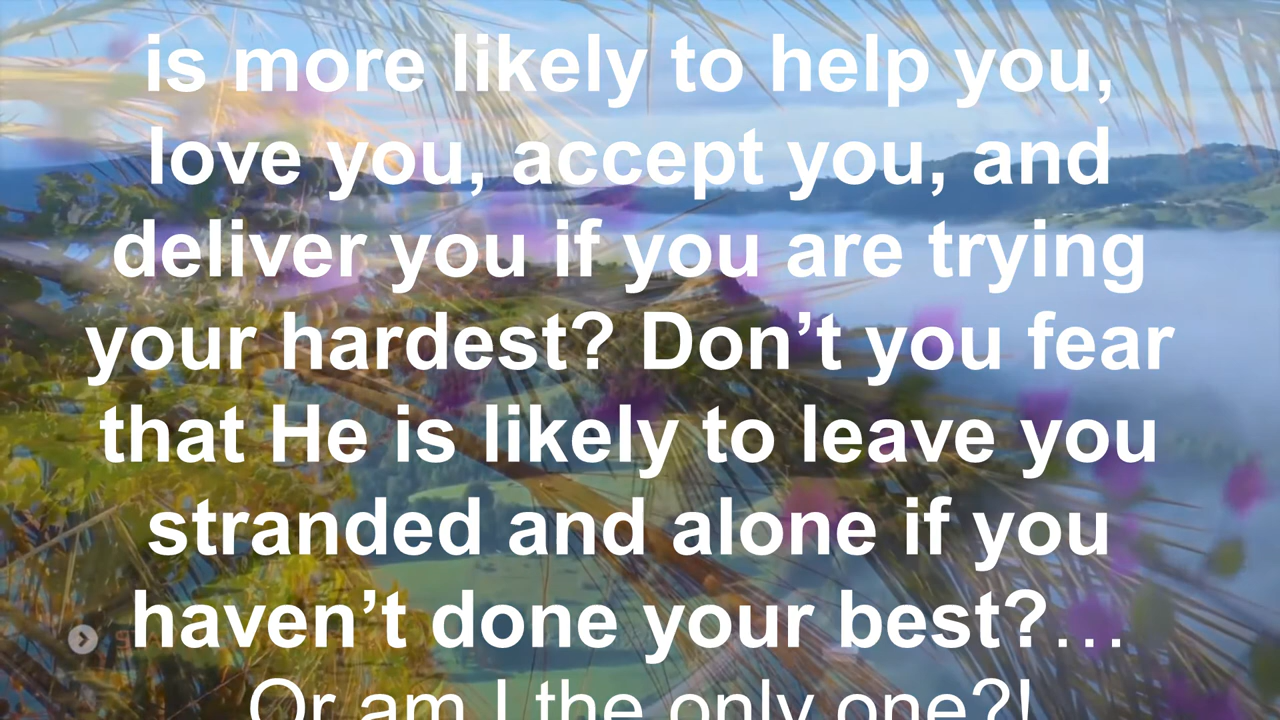 is more likely to help you,
love you, accept you, and
deliver you if you are trying
your hardest? Don’t you fear
that He is likely to leave you
stranded and alone if you
haven’t done your best?…
Or am I the only one?!